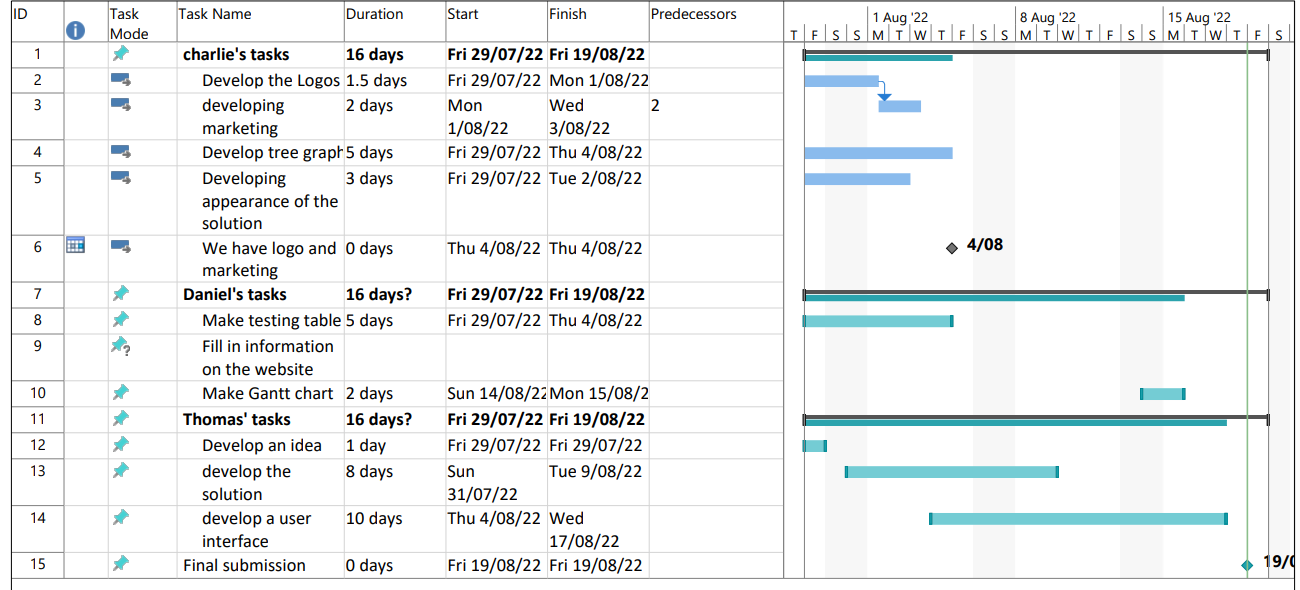 ID Task Mode Task Name Duration Start Finish Predecessors
1 Aug '22 8 Aug '22 15 Aug '22
T F S S M T W T F S S M T W T F S S M T W T F S
1 charlie's tasks 16 days Fri 29/07/22 Fri 19/08/22
2 Develop the Logos 1.5 days Fri 29/07/22 Mon 1/08/22
3 developing marketing 2 days Mon 1/08/22 Wed 3/08/22 2
4 Develop tree graph 5 days Fri 29/07/22 Thu 4/08/22
5 Developing appearance of the solution 3 days Fri 29/07/22 Tue 2/08/22
6 We have logo and marketing 0 days Thu 4/08/22 Thu 4/08/22 4/08
7 Daniel's tasks 16 days? Fri 29/07/22 Fri 19/08/22
8 Make testing table 5 days Fri 29/07/22 Thu 4/08/22
9 Fill in information on the website
10 Make Gantt chart 2 days Sun 14/08/22 Mon 15/08/2
11 Thomas' tasks 16 days? Fri 29/07/22 Fri 19/08/22
12 Develop an idea 1 day Fri 29/07/22 Fri 29/07/22
13 develop the solution 8 days Sun 31/07/22 Tue 9/08/22
14 develop a user interface 10 days Thu 4/08/22 Wed 17/08/22
15 Final submission 0 days Fri 19/08/22 Fri 19/08/22